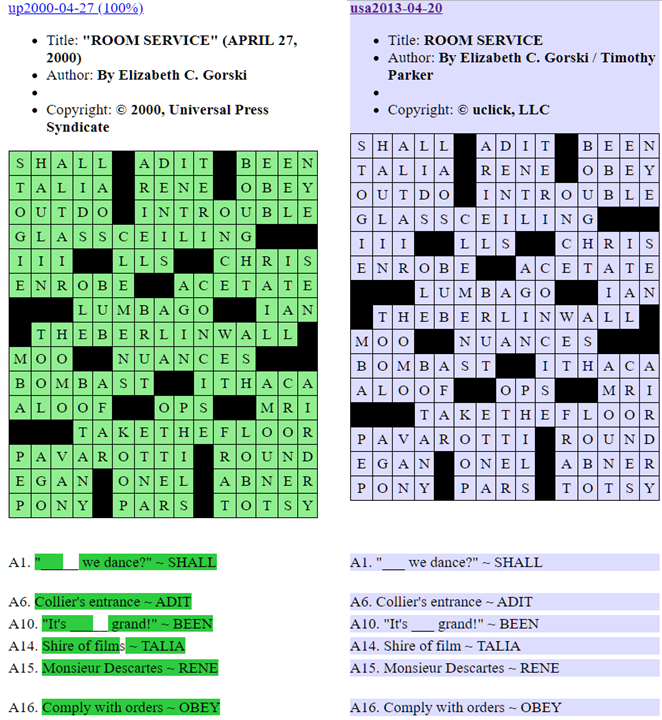 up2000-04-27 (100%)
Title: "ROOM SERVICE" (APRIL 27,
2000)
Author: By Elizabeth C. Gorski
Copyright: © 2000, Universal Press
Syndicate
S H A L L A D I T B E E N
T A L I A R E N E O B E Y
O U T D O I N T R O U B L E
G L A S S C E I L I N G
I I I L L S C H R I S
E N R O B E A C E T A T E
L U M B A G O I A N
T H E B E R L I N W A L L
M O O N U A N C E S
B O M B A S T I T H A C A
A L O O F O P S M R I
T A K E T H E F L O O R
P A V A R O T T I R O U N D
E G A N O N E L A B N E R
P O N Y P A R S T O T S Y
A1. "___ __ we dance?" ~ SHALL
A6. Collier's entrance ~ ADIT
A10. "It's ___ __ grand!" ~ BEEN
A14. Shire of films ~ TALIA
A15. Monsieur Descartes ~ RENE
A16. Comply with orders ~ OBEY
usa2013-04-20
Title: ROOM SERVICE
Author: By Elizabeth C. Gorski / Timothy
Parker
Copyright: © uclick, LLC
S H A L L A D I T B E E N
T A L I A R E N E O B E Y
O U T D O I N T R O U B L E
G L A S S C E I L I N G
I I I L L S C H R I S
E N R O B E A C E T A T E
L U M B A G O I A N
T H E B E R L I N W A L L
M O O N U A N C E S
B O M B A S T I T H A C A
A L O O F O P S M R I
T A K E T H E F L O O R
P A V A R O T T I R O U N D
E G A N O N E L A B N E R
P O N Y P A R S T O T S Y
A1. "___ we dance?" ~ SHALL
A6. Collier's entrance ~ ADIT
A10. "It's ___ grand!" ~ BEEN
A14. Shire of film ~ TALIA
A15. Monsieur Descartes ~ RENE
A16. Comply with orders ~ OBEY